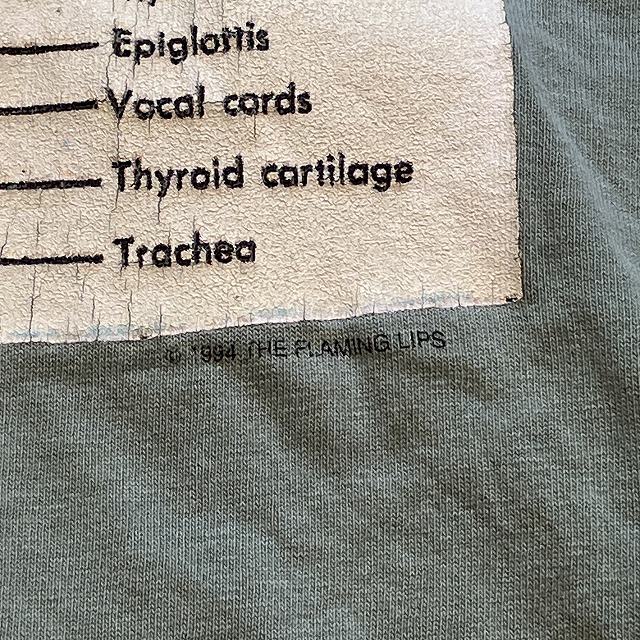 Epiglottis
Vocal cords
Thyroid cartilage
Trachea
© 1994 THE FLAMING LIPS